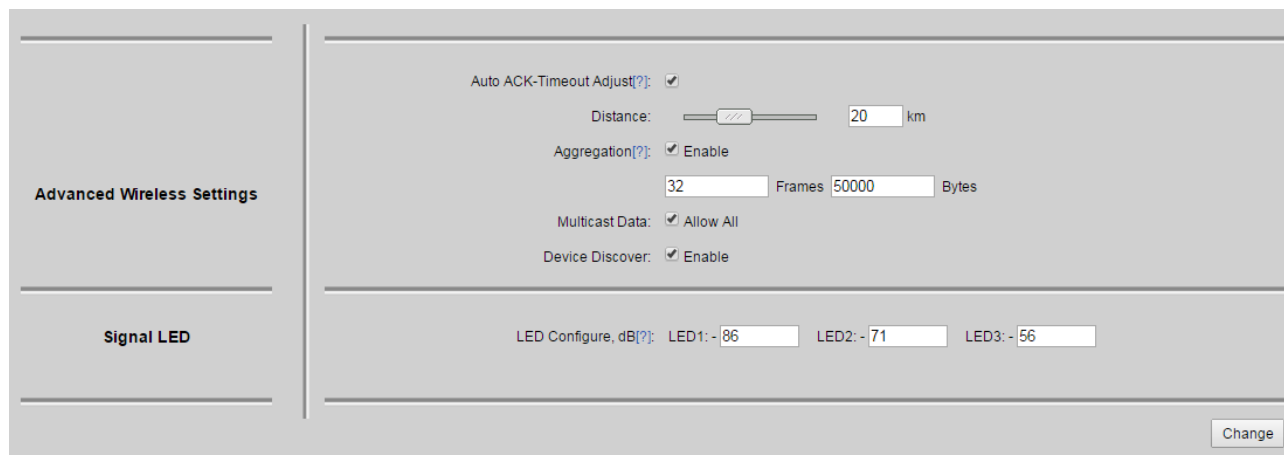 Auto ACK-Timeout Adjust[?]:
Distance: 20 km
Aggregation[?]: Enable
32 Frames 50000 Bytes
Advanced Wireless Settings
Multicast Data: Allow All
Device Discover: Enable
Signal LED
LED Configure, dB[?]: LED1: - 86 LED2: - 71 LED3: - 56
Change